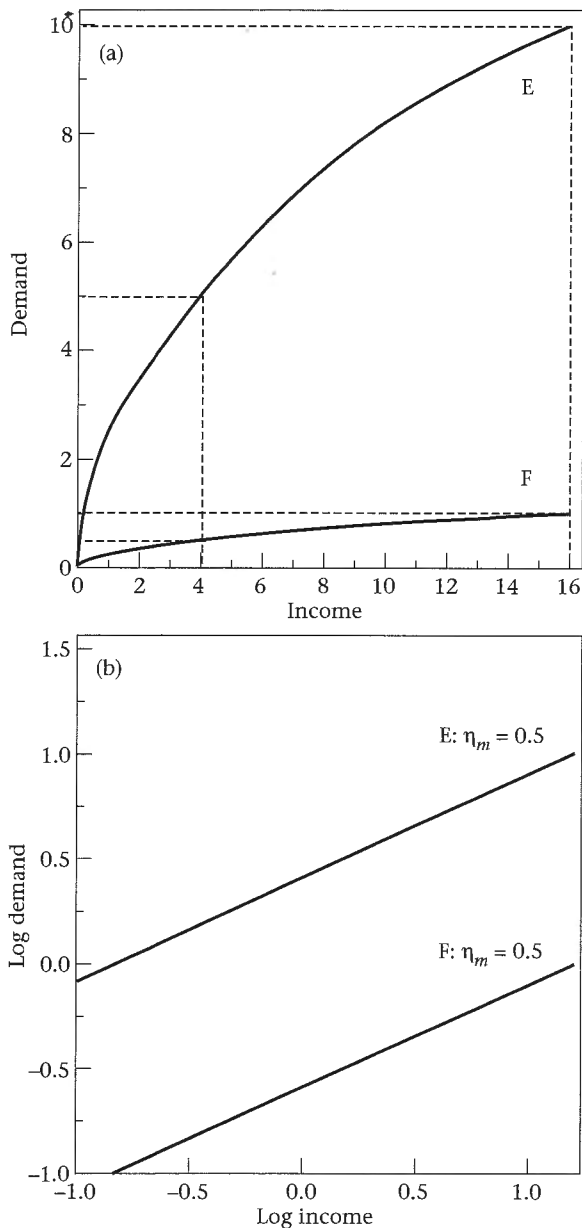 10
(a)
E
8
6
Demand
4
2
F
0
0 2 4 6 8 10 12 14 16
Income
1.5
(b)
E: ηm = 0.5
1.0
0.5
Log demand
0.0
F: ηm = 0.5
−0.5
−1.0
−1.0 −0.5 0.0 0.5 1.0
Log income